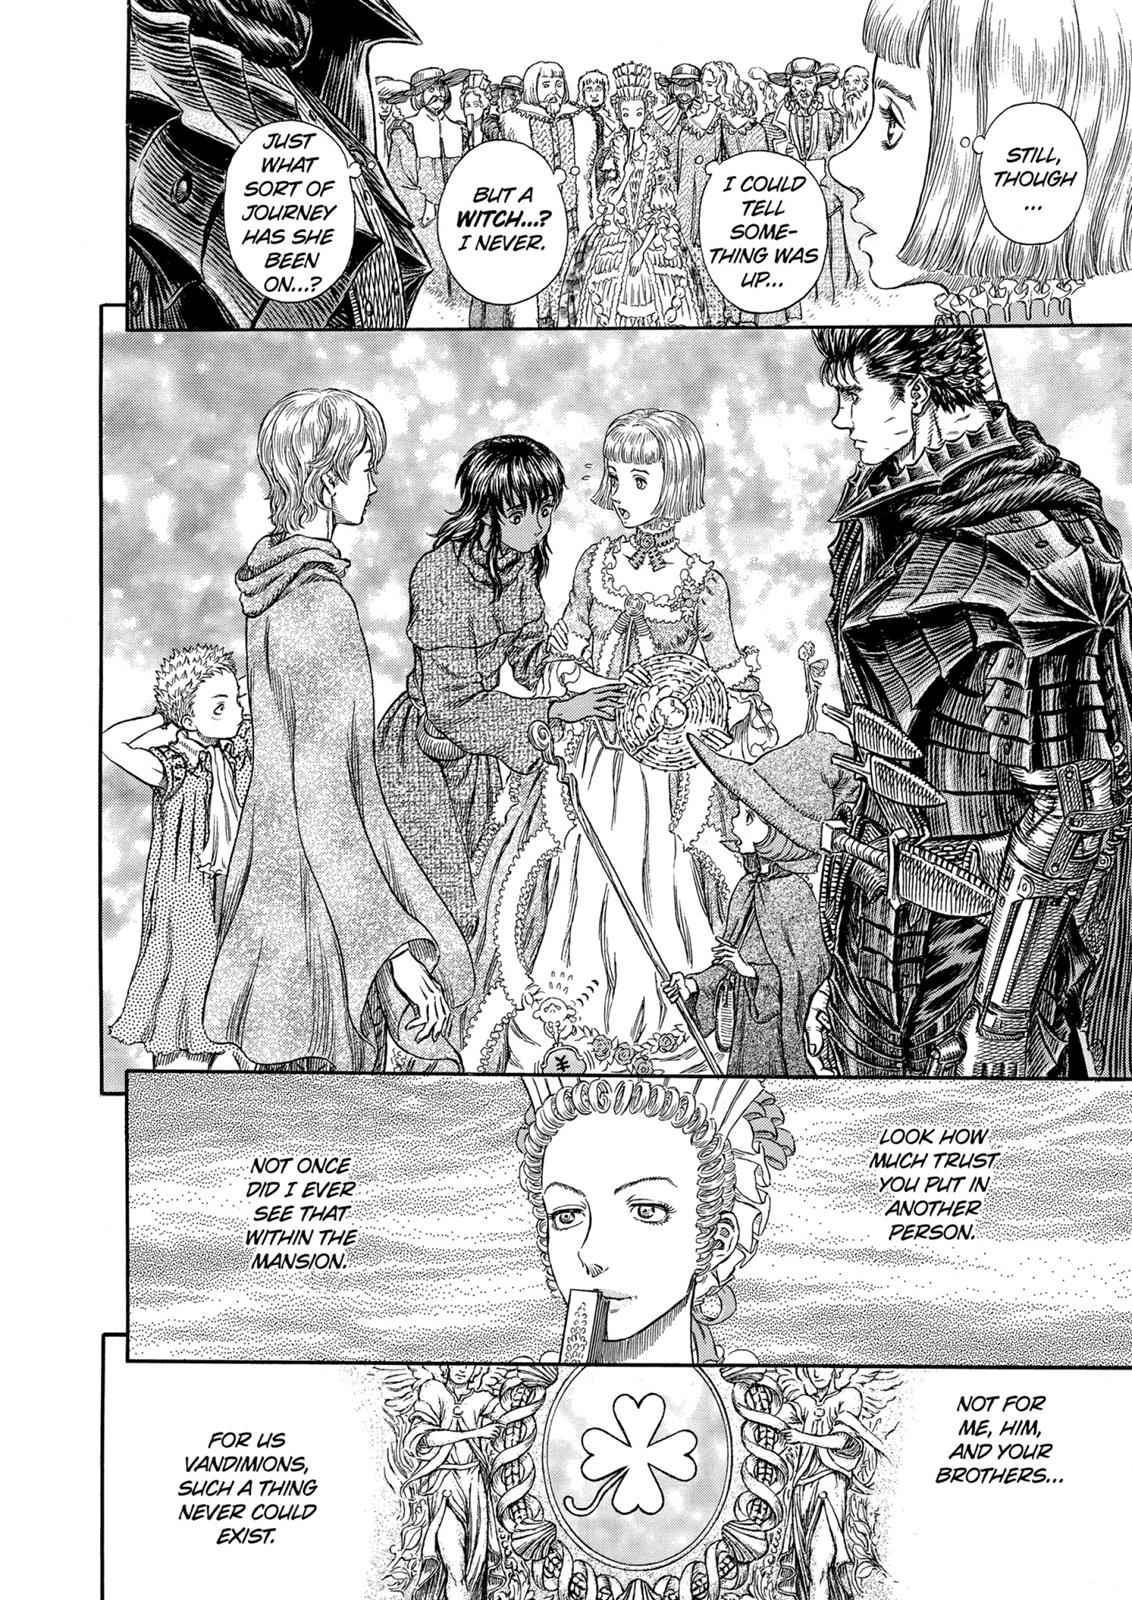 STILL,
THOUGH
...
I COULD
TELL
SOME-
THING WAS
UP...
BUT A
WITCH...?
I NEVER.
JUST
WHAT
SORT OF
JOURNEY
HAS SHE
BEEN
ON...?
LOOK HOW
MUCH TRUST
YOU PUT IN
ANOTHER
PERSON.
NOT ONCE
DID I EVER
SEE THAT
WITHIN THE
MANSION.
NOT FOR
ME, HIM,
AND YOUR
BROTHERS...
FOR US
VANDIMIONS,
SUCH A THING
NEVER COULD
EXIST.